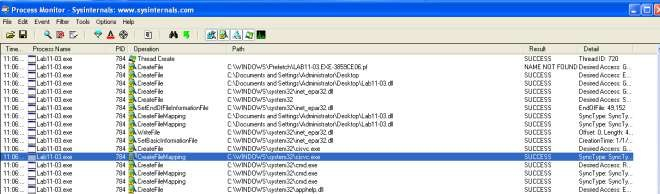 Process Monitor - Sysinternals: www.sysinternals.com
File Edit Event Filter Tools Options Help
Time... Process Name PID Operation Path Result Detail
11:06:... Lab11-03.exe 784 Thread Create SUCCESS Thread ID: 720
11:06:... Lab11-03.exe 784 CreateFile C:\WINDOWS\Prefetch\LAB11-03.EXE-3859CE06.pf NAME NOT FOUND Desired Access: G...
11:06:... Lab11-03.exe 784 CreateFile C:\Documents and Settings\Administrator\Desktop SUCCESS Desired Access: E...
11:06:... Lab11-03.exe 784 CreateFile C:\Documents and Settings\Administrator\Desktop\Lab11-03.dll SUCCESS Desired Access: G...
11:06:... Lab11-03.exe 784 CreateFile C:\WINDOWS\system32\inet_epar32.dll SUCCESS Desired Access: G...
11:06:... Lab11-03.exe 784 CreateFile C:\WINDOWS\system32 SUCCESS Desired Access: S...
11:06:... Lab11-03.exe 784 SetEndOfFileInformationFile C:\WINDOWS\system32\inet_epar32.dll SUCCESS EndOfFile: 49,152
11:06:... Lab11-03.exe 784 CreateFileMapping C:\Documents and Settings\Administrator\Desktop\Lab11-03.dll SUCCESS SyncType: SyncTy...
11:06:... Lab11-03.exe 784 CreateFileMapping C:\Documents and Settings\Administrator\Desktop\Lab11-03.dll SUCCESS SyncType: SyncTy...
11:06:... Lab11-03.exe 784 WriteFile C:\WINDOWS\system32\inet_epar32.dll SUCCESS Offset: 0, Length: 4...
11:06:... Lab11-03.exe 784 SetBasicInformationFile C:\WINDOWS\system32\inet_epar32.dll SUCCESS CreationTime: 1/1/...
11:06:... Lab11-03.exe 784 CreateFile C:\WINDOWS\system32\cisvc.exe SUCCESS Desired Access: G...
11:06:... Lab11-03.exe 784 CreateFileMapping C:\WINDOWS\system32\cisvc.exe SUCCESS SyncType: SyncTy...
11:06:... Lab11-03.exe 784 CreateFile C:\WINDOWS\system32\cmd.exe SUCCESS Desired Access: R...
11:06:... Lab11-03.exe 784 CreateFileMapping C:\WINDOWS\system32\cmd.exe SUCCESS SyncType: SyncTy...
11:06:... Lab11-03.exe 784 CreateFileMapping C:\WINDOWS\system32\cmd.exe SUCCESS SyncType: SyncTy...
11:06:... Lab11-03.exe 784 CreateFile C:\WINDOWS\system32\apphelp.dll SUCCESS Desired Access: